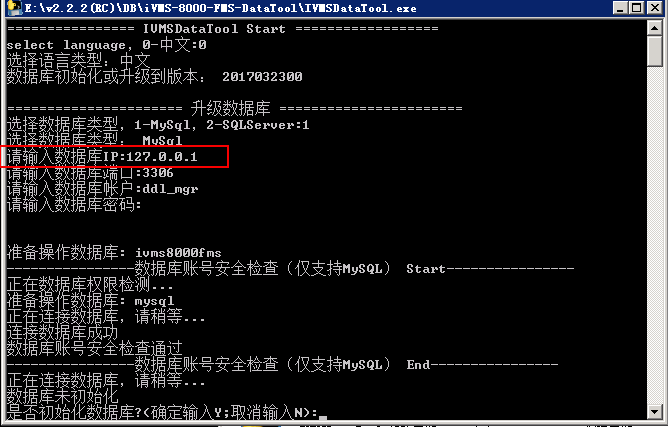 E:\v2.2.2(RC)\DB\iVMS-8000-FMS-DataTool\IVMSDataTool.exe
================ IVMSDataTool Start ==================
select language, 0-中文:0
选择语言类型: 中文
数据库初始化或升级到版本: 2017032300
====================== 升级数据库 =======================
选择数据库类型, 1-MySql, 2-SQLServer:1
选择数据库类型: MySql
请输入数据库IP:127.0.0.1
请输入数据库端口:3306
请输入数据库帐户:ddl_mgr
请输入数据库密码:
准备操作数据库: ivms8000fms
----------------数据库账号安全检查（仅支持MySQL） Start----------------
正在数据库权限检测...
准备操作数据库: mysql
正在连接数据库, 请稍等...
连接数据库成功
数据库账号安全检查通过
----------------数据库账号安全检查（仅支持MySQL） End----------------
正在连接数据库, 请稍等...
数据库未初始化
是否初始化数据库?(确定输入Y;取消输入N):_